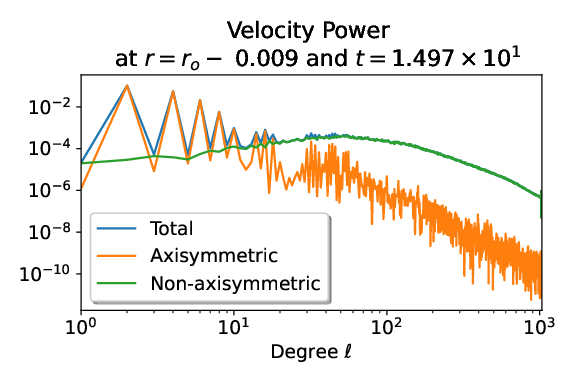 Velocity Power
at r = r_o − 0.009 and t = 1.497 × 10^1
10^−2
10^−4
10^−6
10^−8
10^−10
Total
Axisymmetric
Non-axisymmetric
10^0 10^1 10^2 10^3
Degree ℓ